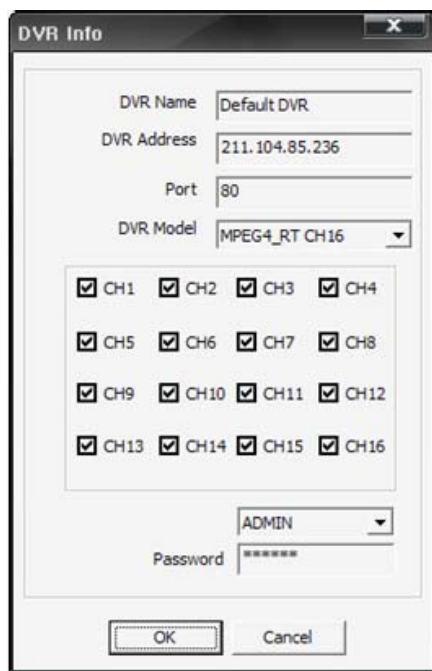 DVR Info
DVR Name Default DVR
DVR Address 211.104.85.236
Port 80
DVR Model MPEG4_RT CH16
CH1 CH2 CH3 CH4
CH5 CH6 CH7 CH8
CH9 CH10 CH11 CH12
CH13 CH14 CH15 CH16
ADMIN
Password ******
OK Cancel